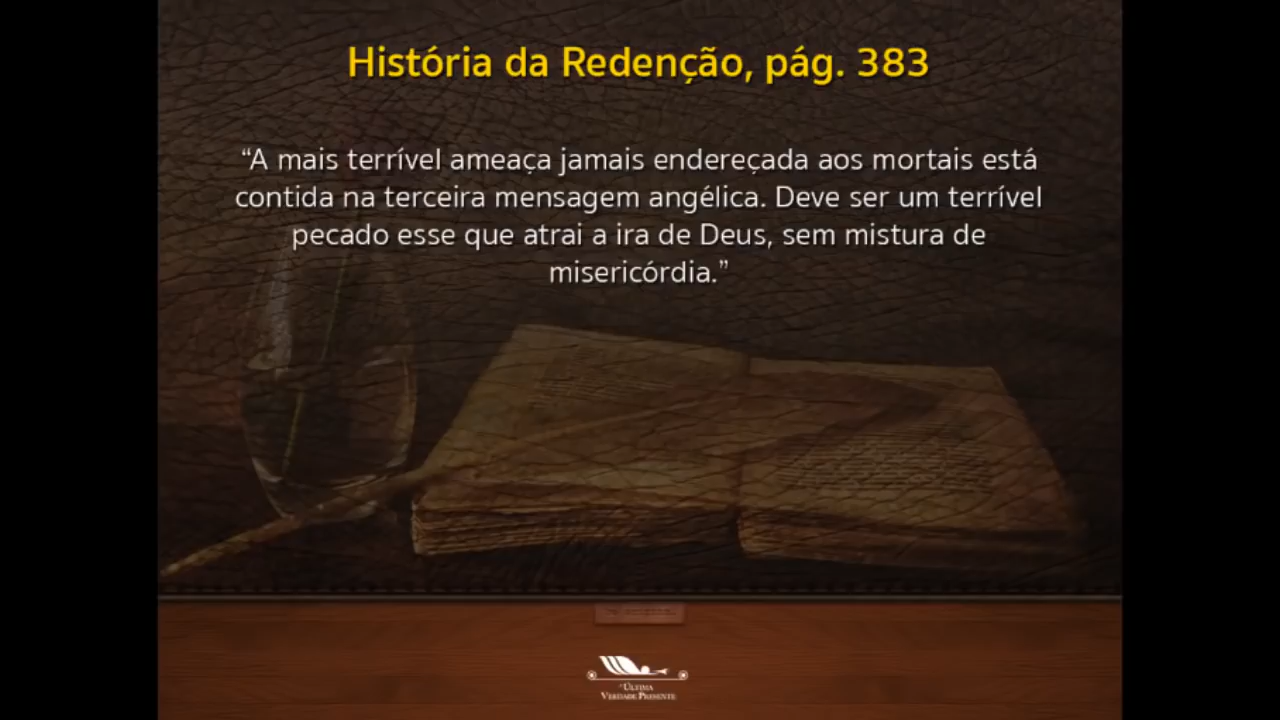 História da Redenção, pág. 383
“A mais terrível ameaça jamais endereçada aos mortais está
contida na terceira mensagem angélica. Deve ser um terrível
pecado esse que atrai a ira de Deus, sem mistura de
misericórdia.”
Última
Verdade Presente